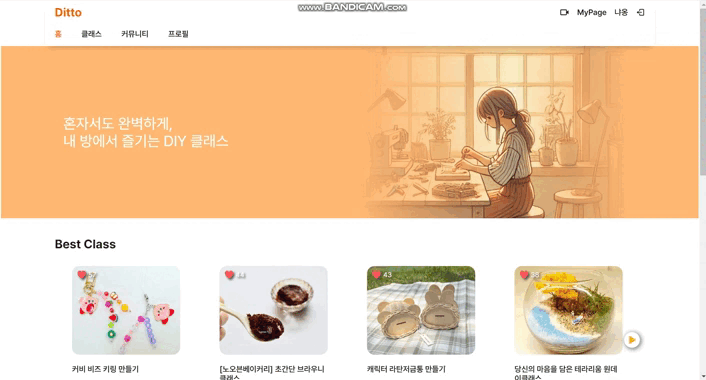 www.BANDICAM.com
Ditto
MyPage
냐옹
홈
클래스
커뮤니티
프로필
혼자서도 완벽하게,
내 방에서 즐기는 DIY 클래스
Best Class
44
43
커비 비즈 키링 만들기
[노오븐베이커리] 초간단 브라우니
클래스
캐릭터 라탄저금통 만들기
당신의 마음을 담은 테라리움 원데
이클래스